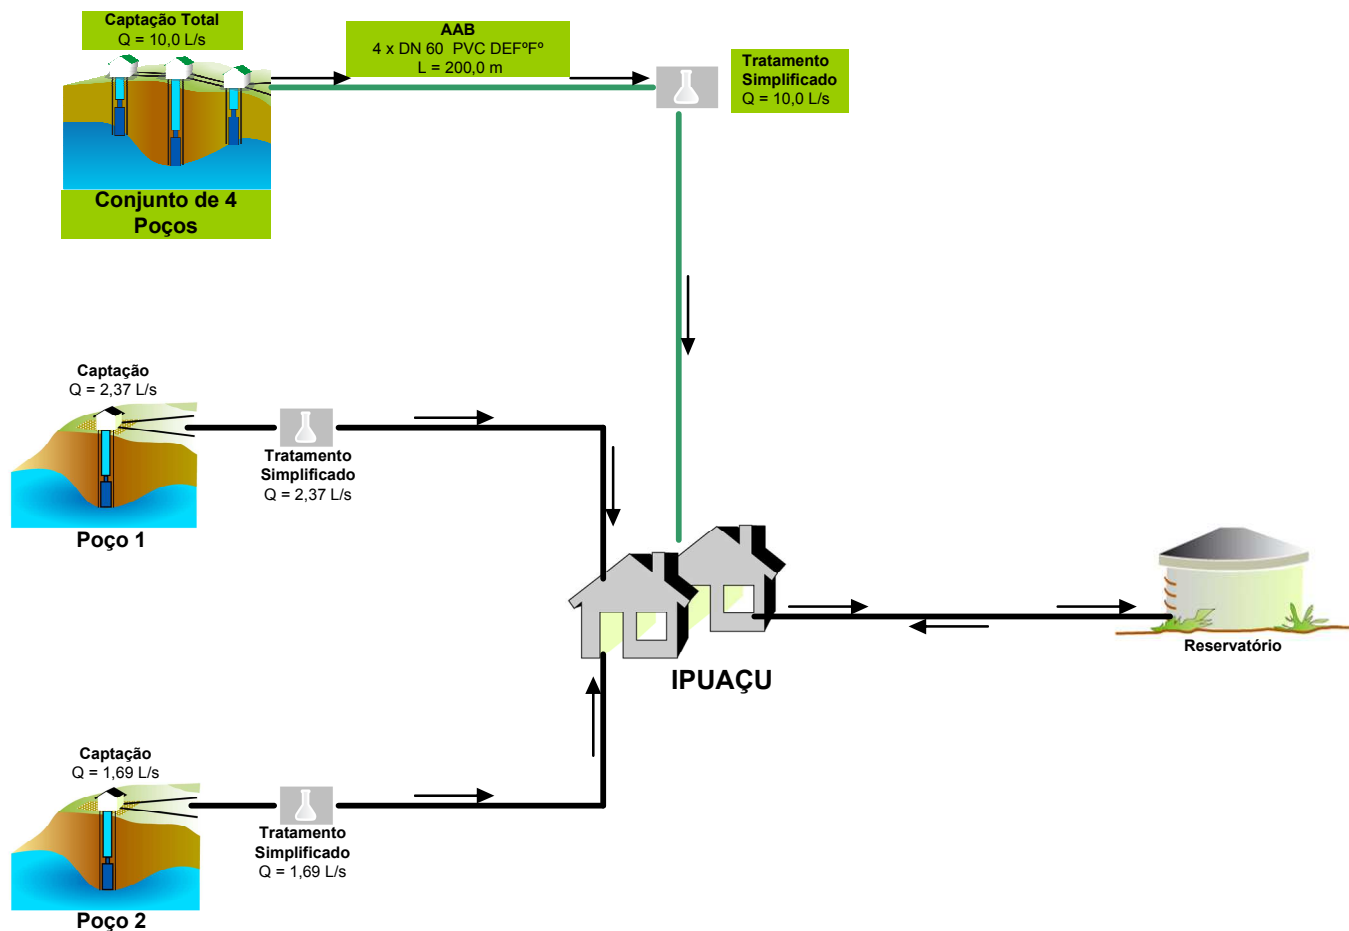 Captação Total
Q = 10,0 L/s
AAB
4 x DN 60  PVC DEFºFº
L = 200,0 m
Tratamento
Simplificado
Q = 10,0 L/s
Conjunto de 4
Poços
Captação
Q = 2,37 L/s
Tratamento
Simplificado
Q = 2,37 L/s
Poço 1
IPUAÇU
Reservatório
Captação
Q = 1,69 L/s
Tratamento
Simplificado
Q = 1,69 L/s
Poço 2